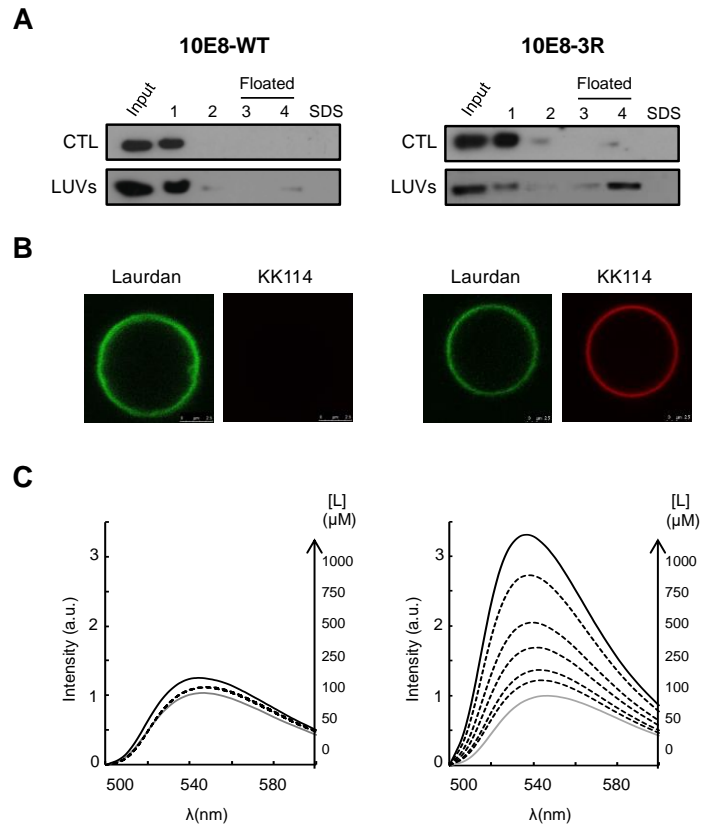 A
10E8-WT
10E8-3R
Floated
Input 1 2 3 4 SDS
CTL
LUVs
Floated
Input 1 2 3 4 SDS
CTL
LUVs
B
Laurdan KK114
Laurdan KK114
C
[L]
(µM)
3
2
1
0
Intensity (a.u.)
1000
750
500
250
100
50
0
500 540 580
λ(nm)
[L]
(µM)
3
2
1
0
Intensity (a.u.)
1000
750
500
250
100
50
0
500 540 580
λ(nm)